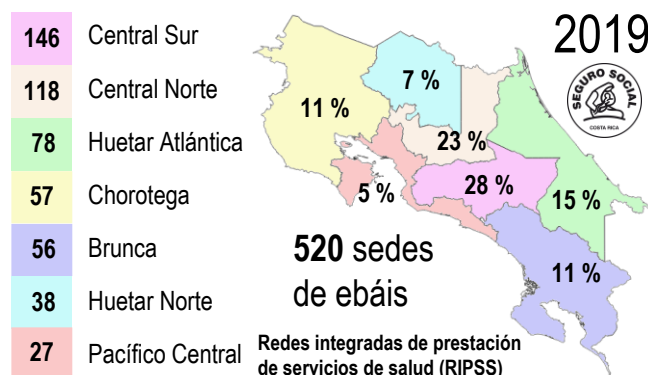 146 Central Sur
118 Central Norte
78 Huetar Atlántica
57 Chorotega
56 Brunca
38 Huetar Norte
27 Pacífico Central
2019
SEGURO SOCIAL
COSTA RICA
7 %
11 %
23 %
28 %
5 %
15 %
11 %
520 sedes
de ebáis
Redes integradas de prestación
de servicios de salud (RIPSS)